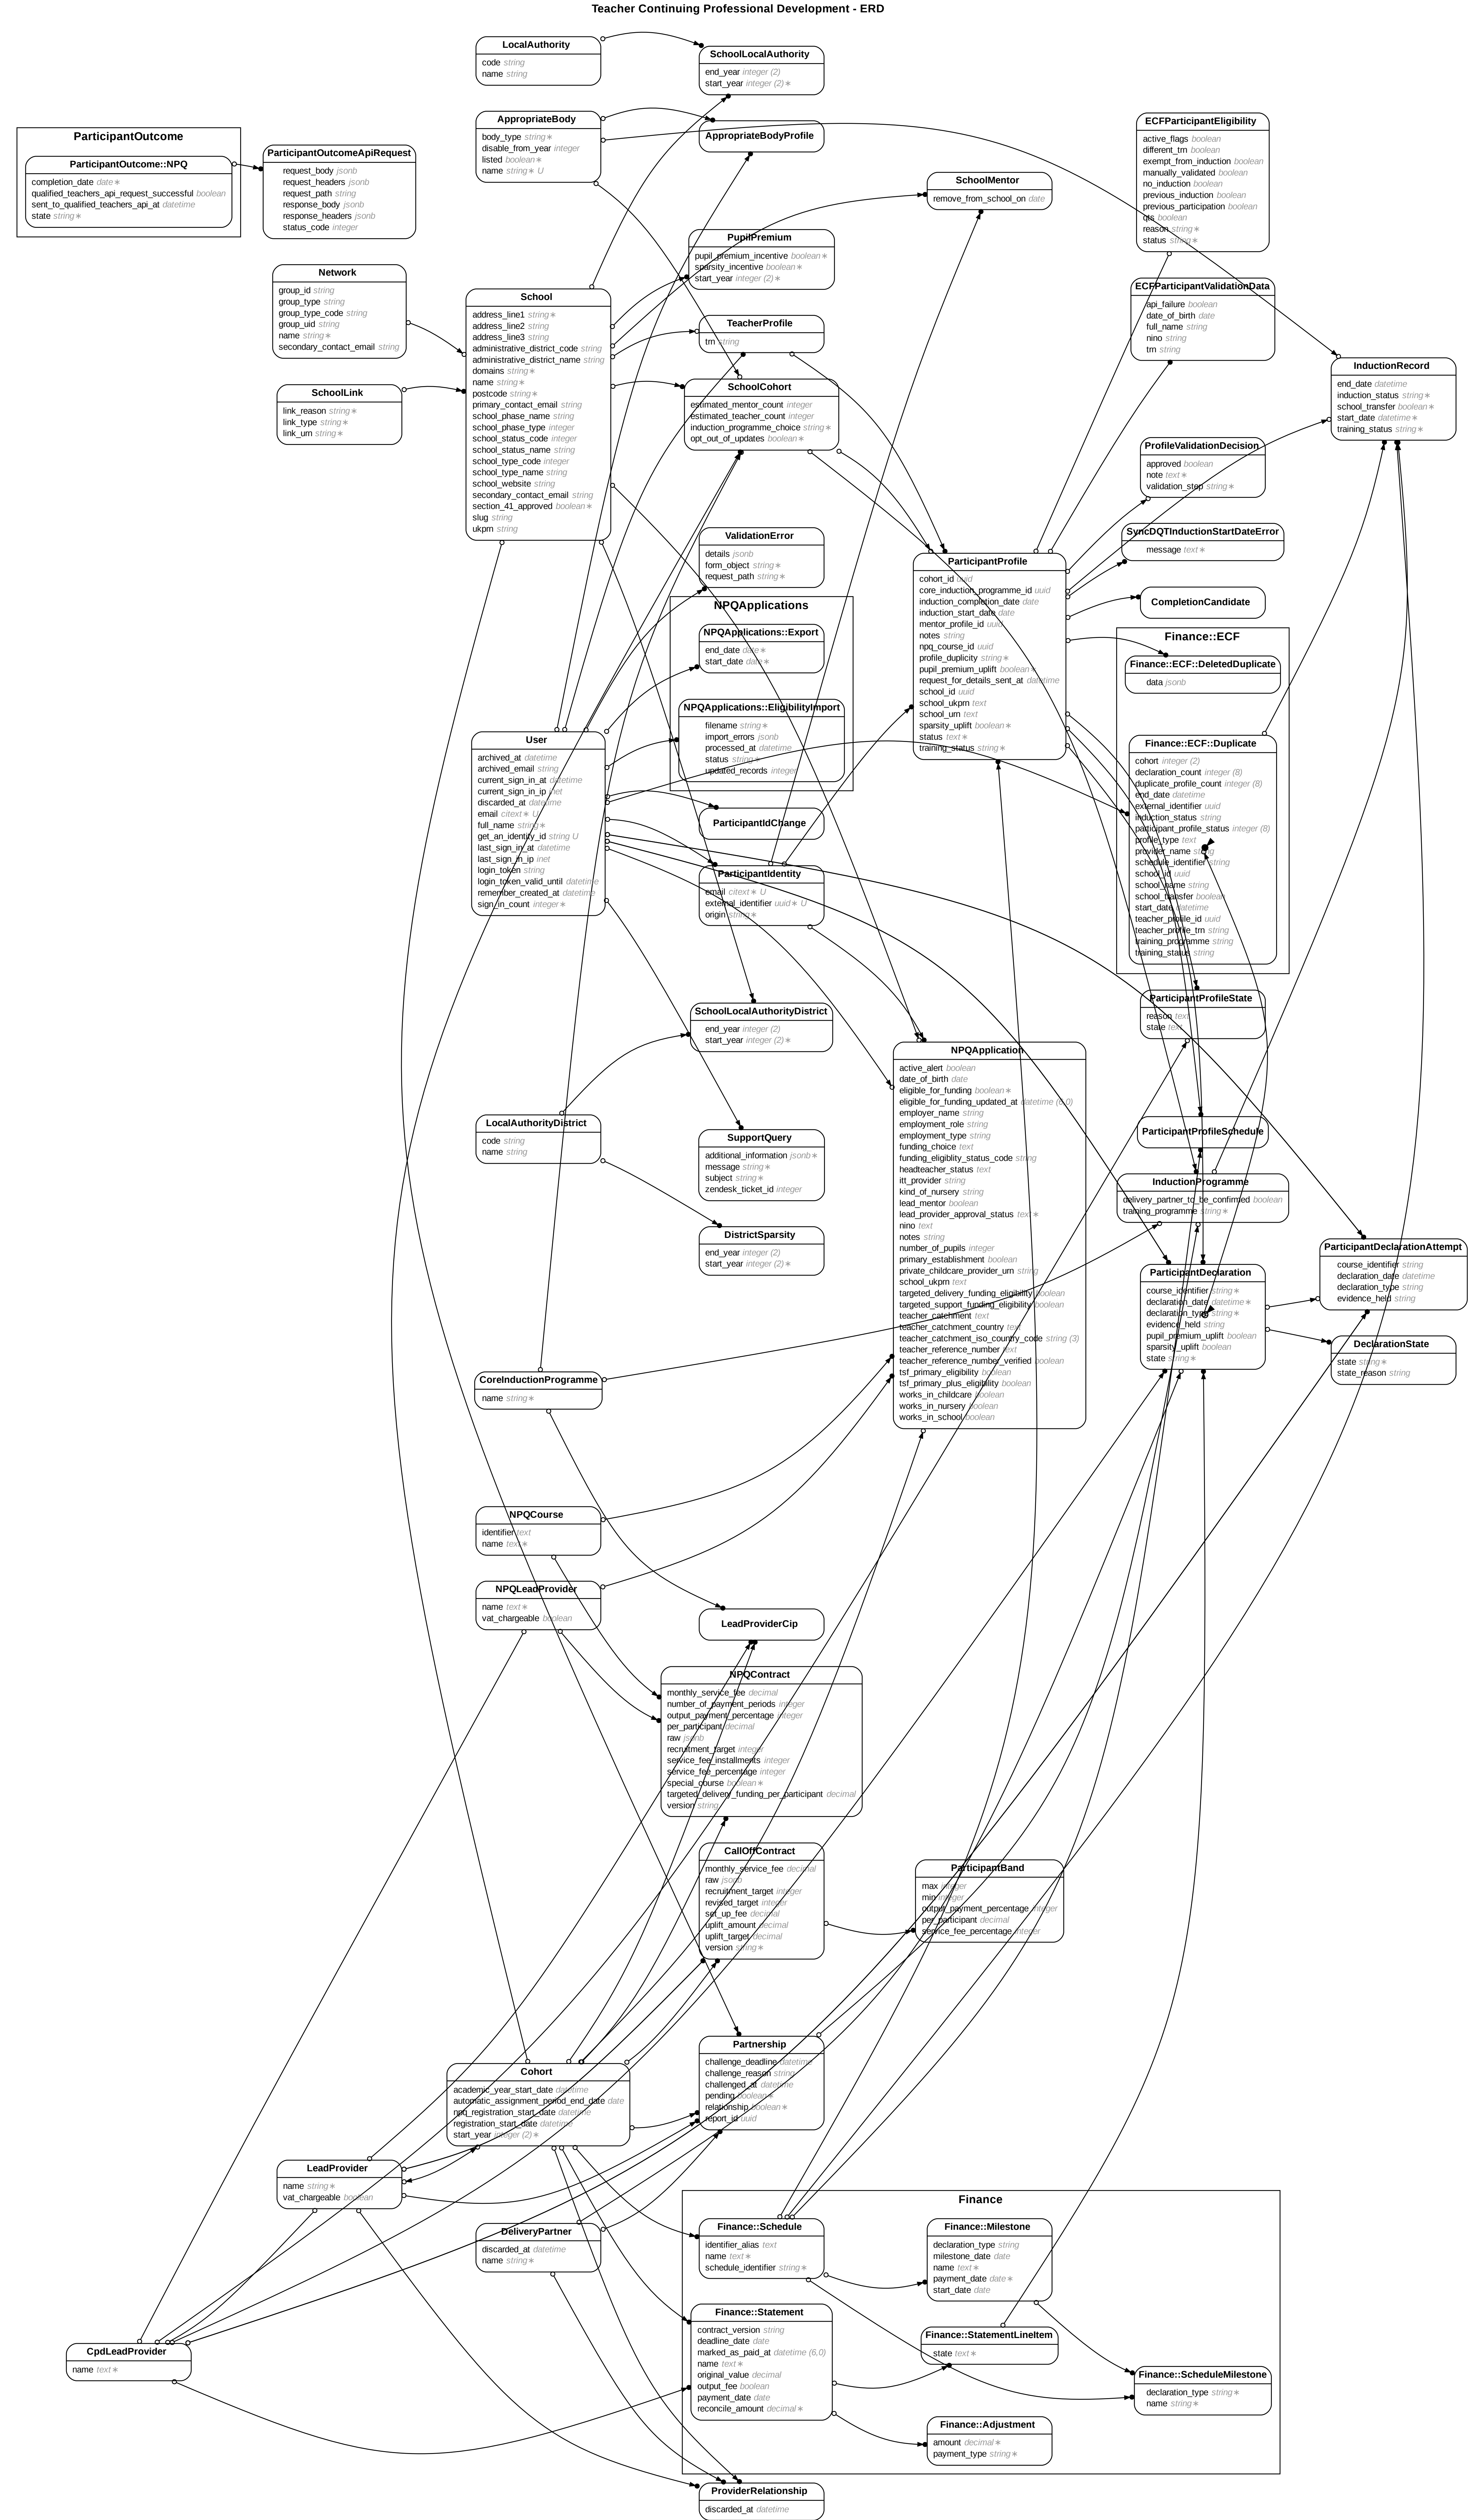 Teacher Continuing Professional Development - ERD
LocalAuthority
code string
name string
SchoolLocalAuthority
end_year integer (2)
start_year integer (2) ∗
AppropriateBody
body_type string ∗
disable_from_year integer
listed boolean ∗
name string ∗ U
AppropriateBodyProfile
ParticipantOutcome
ParticipantOutcome::NPQ
completion_date date ∗
qualified_teachers_api_request_successful boolean
sent_to_qualified_teachers_api_at datetime
state string ∗
ParticipantOutcomeApiRequest
request_body jsonb
request_headers jsonb
request_path string
response_body jsonb
response_headers jsonb
status_code integer
ECFParticipantEligibility
active_flags boolean
different_trn boolean
exempt_from_induction boolean
manually_validated boolean
no_induction boolean
previous_induction boolean
previous_participation boolean
qts boolean
reason string ∗
status string ∗
SchoolMentor
remove_from_school_on date
PupilPremium
pupil_premium_incentive boolean ∗
sparsity_incentive boolean ∗
start_year integer (2) ∗
Network
group_id string
group_type string
group_type_code string
group_uid string
name string ∗
secondary_contact_email string
School
address_line1 string ∗
address_line2 string
address_line3 string
administrative_district_code string
administrative_district_name string
domains string ∗
name string ∗
postcode string ∗
primary_contact_email string
school_phase_name string
school_phase_type integer
school_status_code integer
school_status_name string
school_type_code integer
school_type_name string
school_website string
secondary_contact_email string
section_41_approved boolean ∗
slug string
ukprn string
ECFParticipantValidationData
api_failure boolean
date_of_birth date
full_name string
nino string
trn string
TeacherProfile
trn string
InductionRecord
end_date datetime
induction_status string ∗
school_transfer boolean ∗
start_date datetime ∗
training_status string ∗
SchoolLink
link_reason string ∗
link_type string ∗
link_urn string ∗
SchoolCohort
estimated_mentor_count integer
estimated_teacher_count integer
induction_programme_choice string ∗
opt_out_of_updates boolean ∗
ProfileValidationDecision
approved boolean
note text ∗
validation_step string ∗
SyncDQTInductionStartDateError
message text ∗
ValidationError
details jsonb
form_object string ∗
request_path string ∗
ParticipantProfile
cohort_id uuid
core_induction_programme_id uuid
induction_completion_date date
induction_start_date date
mentor_profile_id uuid
notes string
npq_course_id uuid
profile_duplicity string ∗
pupil_premium_uplift boolean ∗
request_for_details_sent_at datetime
school_id uuid
school_ukprn text
school_urn text
sparsity_uplift boolean ∗
status text ∗
training_status string ∗
CompletionCandidate
NPQApplications
NPQApplications::Export
end_date date ∗
start_date date ∗
NPQApplications::EligibilityImport
filename string ∗
import_errors jsonb
processed_at datetime
status string ∗
updated_records integer
Finance::ECF
Finance::ECF::DeletedDuplicate
data jsonb
Finance::ECF::Duplicate
cohort integer (2)
declaration_count integer (8)
duplicate_profile_count integer (8)
end_date datetime
external_identifier uuid
induction_status string
participant_profile_status integer (8)
profile_type text
provider_name string
schedule_identifier string
school_id uuid
school_name string
school_transfer boolean
start_date datetime
teacher_profile_id uuid
teacher_profile_trn string
training_programme string
training_status string
User
archived_at datetime
archived_email string
current_sign_in_at datetime
current_sign_in_ip inet
discarded_at datetime
email citext ∗ U
full_name string ∗
get_an_identity_id string U
last_sign_in_at datetime
last_sign_in_ip inet
login_token string
login_token_valid_until datetime
remember_created_at datetime
sign_in_count integer ∗
ParticipantIdChange
ParticipantIdentity
email citext ∗ U
external_identifier uuid ∗ U
origin string ∗
SchoolLocalAuthorityDistrict
end_year integer (2)
start_year integer (2) ∗
ParticipantProfileState
reason text
state text
NPQApplication
active_alert boolean
date_of_birth date
eligible_for_funding boolean ∗
eligible_for_funding_updated_at datetime (6,0)
employer_name string
employment_role string
employment_type string
funding_choice text
funding_eligiblity_status_code string
headteacher_status text
itt_provider string
kind_of_nursery string
lead_mentor boolean
lead_provider_approval_status text ∗
nino text
notes string
number_of_pupils integer
primary_establishment boolean
private_childcare_provider_urn string
school_ukprn text
targeted_delivery_funding_eligibility boolean
targeted_support_funding_eligibility boolean
teacher_catchment text
teacher_catchment_country text
teacher_catchment_iso_country_code string (3)
teacher_reference_number text
teacher_reference_number_verified boolean
tsf_primary_eligibility boolean
tsf_primary_plus_eligibility boolean
works_in_childcare boolean
works_in_nursery boolean
works_in_school boolean
LocalAuthorityDistrict
code string
name string
SupportQuery
additional_information jsonb ∗
message string ∗
subject string ∗
zendesk_ticket_id integer
ParticipantProfileSchedule
InductionProgramme
delivery_partner_to_be_confirmed boolean
training_programme string ∗
DistrictSparsity
end_year integer (2)
start_year integer (2) ∗
ParticipantDeclaration
course_identifier string ∗
declaration_date datetime ∗
declaration_type string ∗
evidence_held string
pupil_premium_uplift boolean
sparsity_uplift boolean
state string ∗
ParticipantDeclarationAttempt
course_identifier string
declaration_date datetime
declaration_type string
evidence_held string
DeclarationState
state string ∗
state_reason string
CoreInductionProgramme
name string ∗
NPQCourse
identifier text
name text ∗
NPQLeadProvider
name text ∗
vat_chargeable boolean
LeadProviderCip
NPQContract
monthly_service_fee decimal
number_of_payment_periods integer
output_payment_percentage integer
per_participant decimal
raw jsonb
recruitment_target integer
service_fee_installments integer
service_fee_percentage integer
special_course boolean ∗
targeted_delivery_funding_per_participant decimal
version string
CallOffContract
monthly_service_fee decimal
raw jsonb
recruitment_target integer
revised_target integer
set_up_fee decimal
uplift_amount decimal
uplift_target decimal
version string ∗
ParticipantBand
max integer
min integer
output_payment_percentage integer
per_participant decimal
service_fee_percentage integer
Partnership
challenge_deadline datetime
challenge_reason string
challenged_at datetime
pending boolean ∗
relationship boolean ∗
report_id uuid
Cohort
academic_year_start_date datetime
automatic_assignment_period_end_date date
npq_registration_start_date datetime
registration_start_date datetime
start_year integer (2) ∗
LeadProvider
name string ∗
vat_chargeable boolean
DeliveryPartner
discarded_at datetime
name string ∗
Finance
Finance::Schedule
identifier_alias text
name text ∗
schedule_identifier string ∗
Finance::Milestone
declaration_type string
milestone_date date
name text ∗
payment_date date ∗
start_date date
Finance::Statement
contract_version string
deadline_date date
marked_as_paid_at datetime (6,0)
name text ∗
original_value decimal
output_fee boolean
payment_date date
reconcile_amount decimal ∗
Finance::StatementLineItem
state text ∗
CpdLeadProvider
name text ∗
Finance::ScheduleMilestone
declaration_type string ∗
name string ∗
Finance::Adjustment
amount decimal ∗
payment_type string ∗
ProviderRelationship
discarded_at datetime